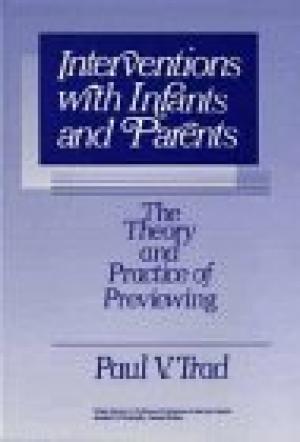 Interventions
with Infants
and Parents
The
Theory
and
Practice of
Previewing
Paul V. Trad